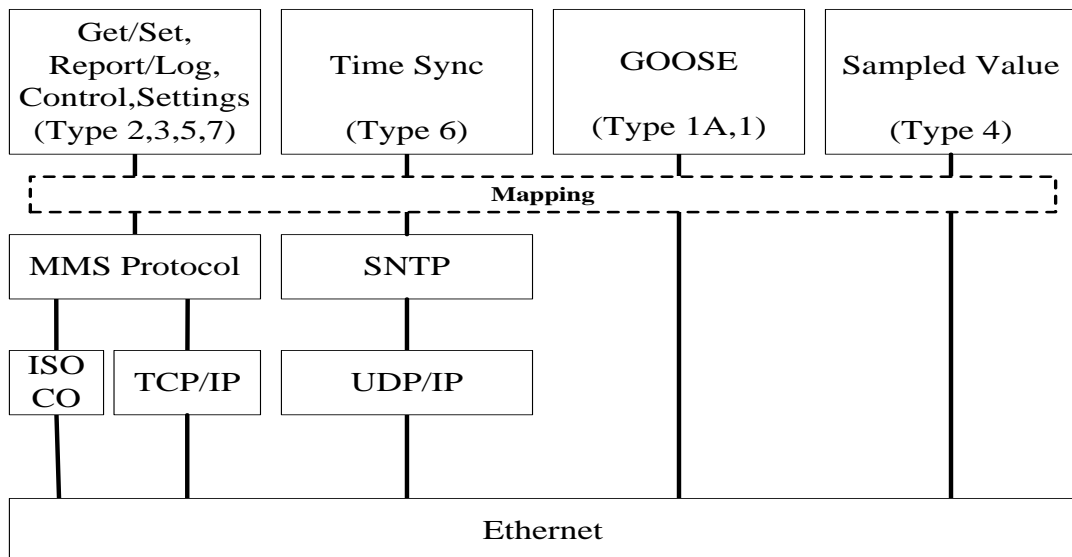 Get/Set,
Report/Log,
Control,Settings
(Type 2,3,5,7)
Time Sync
(Type 6)
GOOSE
(Type 1A,1)
Sampled Value
(Type 4)
Mapping
MMS Protocol
SNTP
ISO
CO
TCP/IP
UDP/IP
Ethernet